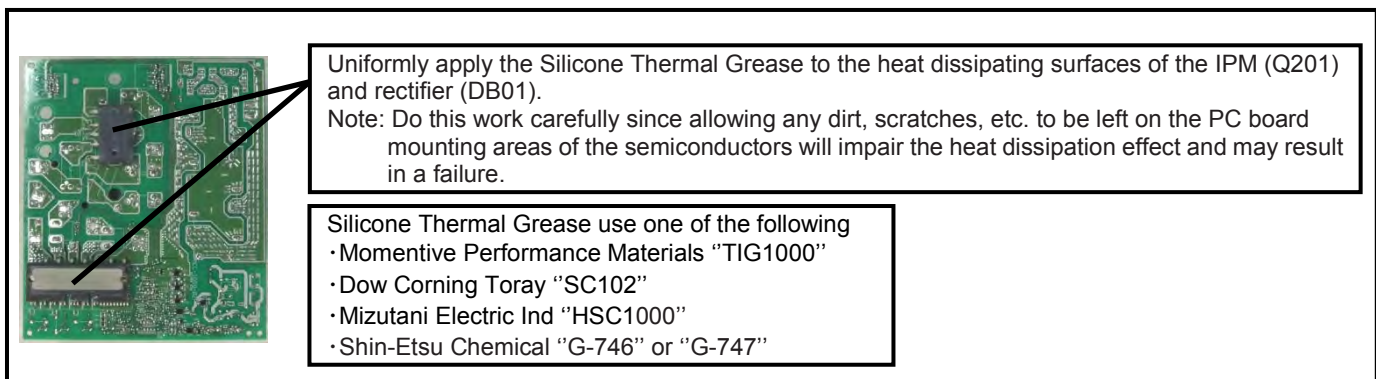 Uniformly apply the Silicone Thermal Grease to the heat dissipating surfaces of the IPM (Q201)
and rectifier (DB01).
Note: Do this work carefully since allowing any dirt, scratches, etc. to be left on the PC board
mounting areas of the semiconductors will impair the heat dissipation effect and may result
in a failure.
Silicone Thermal Grease use one of the following
・Momentive Performance Materials ‘’TIG1000’’
・Dow Corning Toray ‘’SC102’’
・Mizutani Electric Ind ‘’HSC1000’’
・Shin-Etsu Chemical ‘’G-746’’ or ‘’G-747’’